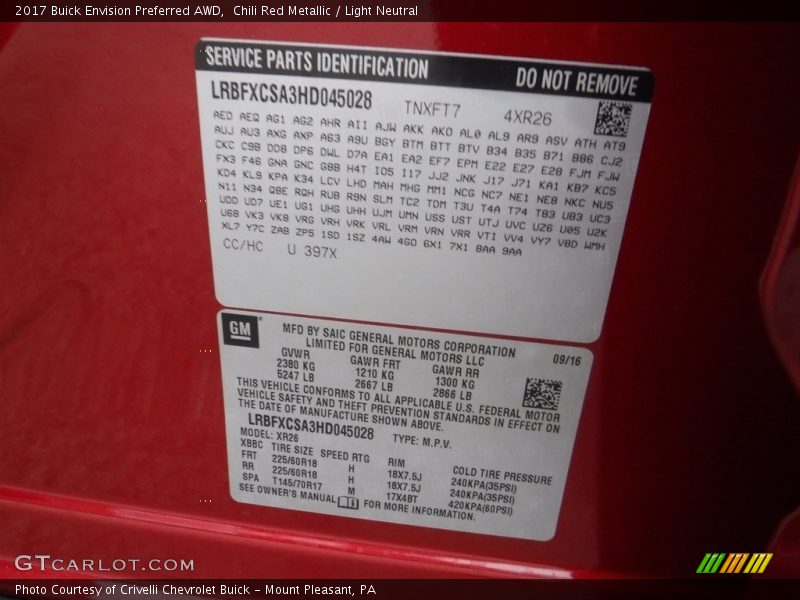 2017 Buick Envision Preferred AWD,  Chili Red Metallic / Light Neutral
SERVICE PARTS IDENTIFICATION DO NOT REMOVE
LRBFXCSA3HD045028 TNXFT7 4XR26
AED AEQ AG1 AG2 AHR AII AJW AKK AKO AL0 AL9 AR9 ASV ATH AT9
AUJ AU3 AXG AXP A63 A9U BGY BTM BTT BTV B34 B35 B71 BB6 CJ2
CKC C9B DD8 DP6 DWL D7A EA1 EA2 EF7 EPM E22 E27 E28 FJM FJW
FX3 F46 GNA GNC G8B H4T IO5 I17 JJ2 JNK J17 J71 KA1 KB7 KC5
KD4 KL9 KPA K34 LCV LHD MAH MHG MM1 NCG NC7 NE1 NE8 NKC NU5
N11 N34 Q8E RQH RUB R9N SLM TC2 TDM T3U T4A T74 T83 UB3 UC3
UDD UD7 UE1 UG1 UHG UHH UJM UMN USS UST UTJ UVC UZ6 U05 U2K
U68 VK3 VK8 VRG VRH VRK VRL VRM VRN VRR VTI VV4 VY7 V8D WMH
XL7 Y7C ZAB ZP5 1SD 1SZ 4AW 4GO 6X1 7X1 8AA 9AA
CC/HC U 397X
GM MFD BY SAIC GENERAL MOTORS CORPORATION
LIMITED FOR GENERAL MOTORS LLC 09/16
GVWR GAWR FRT GAWR RR
2380 KG 1210 KG 1300 KG
5247 LB 2667 LB 2866 LB
THIS VEHICLE CONFORMS TO ALL APPLICABLE U.S. FEDERAL MOTOR
VEHICLE SAFETY AND THEFT PREVENTION STANDARDS IN EFFECT ON
THE DATE OF MANUFACTURE SHOWN ABOVE.
LRBFXCSA3HD045028 TYPE: M.P.V.
MODEL: XR26
XBBC TIRE SIZE SPEED RTG RIM COLD TIRE PRESSURE
FRT 225/60R18 H 18X7.5J 240KPA(35PSI)
RR 225/60R18 H 18X7.5J 240KPA(35PSI)
SPA T145/70R17 M 17X4BT 420KPA(60PSI)
SEE OWNER'S MANUAL FOR MORE INFORMATION.
GTCARLOT.COM
Photo Courtesy of Crivelli Chevrolet Buick - Mount Pleasant, PA